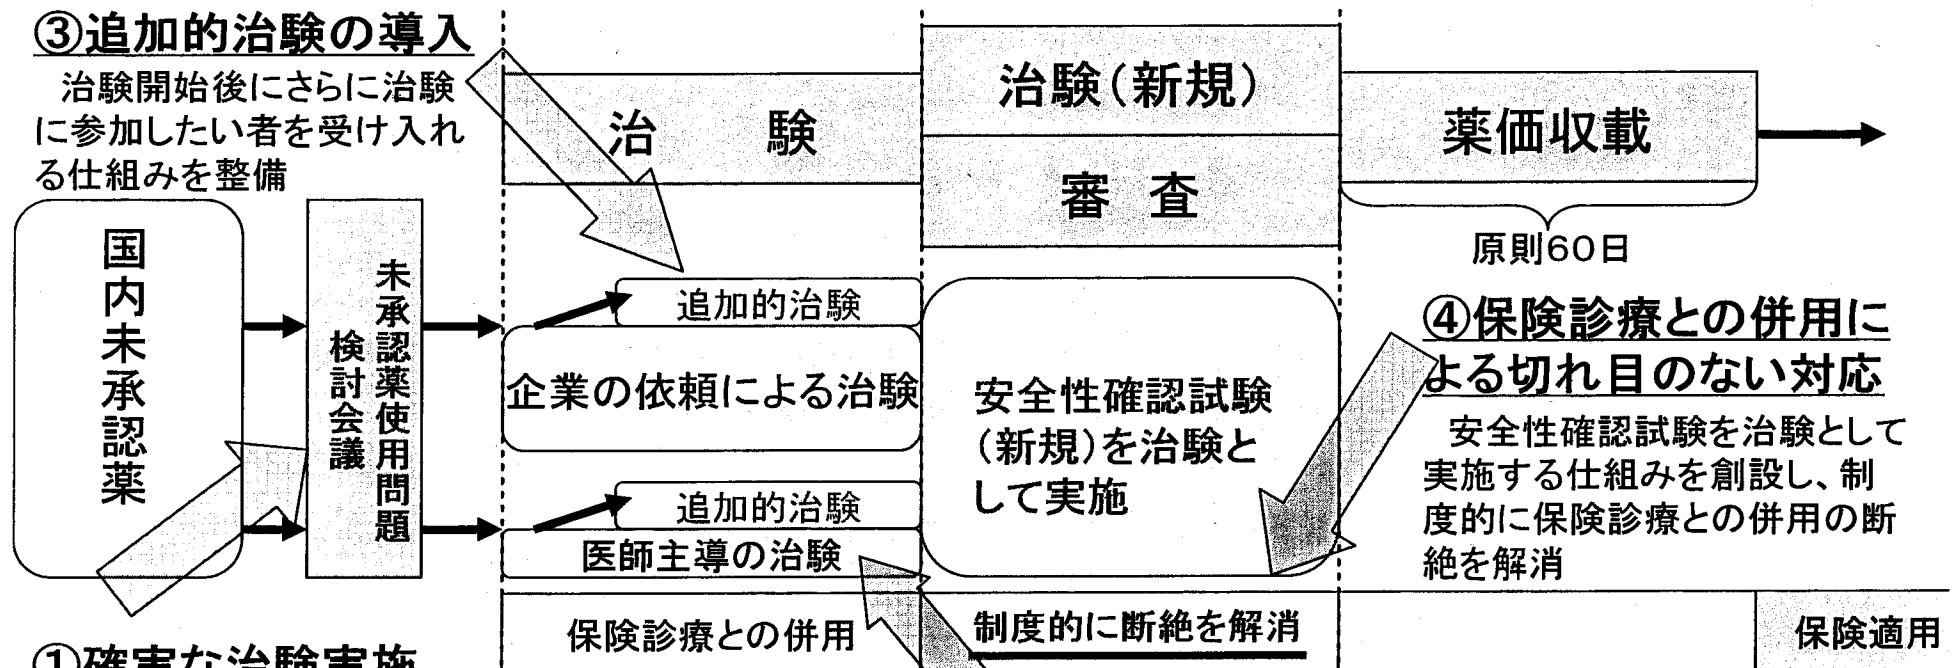 ③追加的治験の導入
治験開始後にさらに治験
に参加したい者を受け入れ
る仕組みを整備
治　験
治験(新規)
審　査
薬価収載
原則60日
国内未承認薬
未承認薬使用問題
検討会議
追加的治験
企業の依頼による治験
追加的治験
医師主導の治験
安全性確認試験
(新規)を治験と
して実施
④保険診療との併用に
よる切れ目のない対応
安全性確認試験を治験として
実施する仕組みを創設し、制
度的に保険診療との併用の断
絶を解消
保険診療との併用
制度的に断絶を解消
保険適用
①確実な治験実施